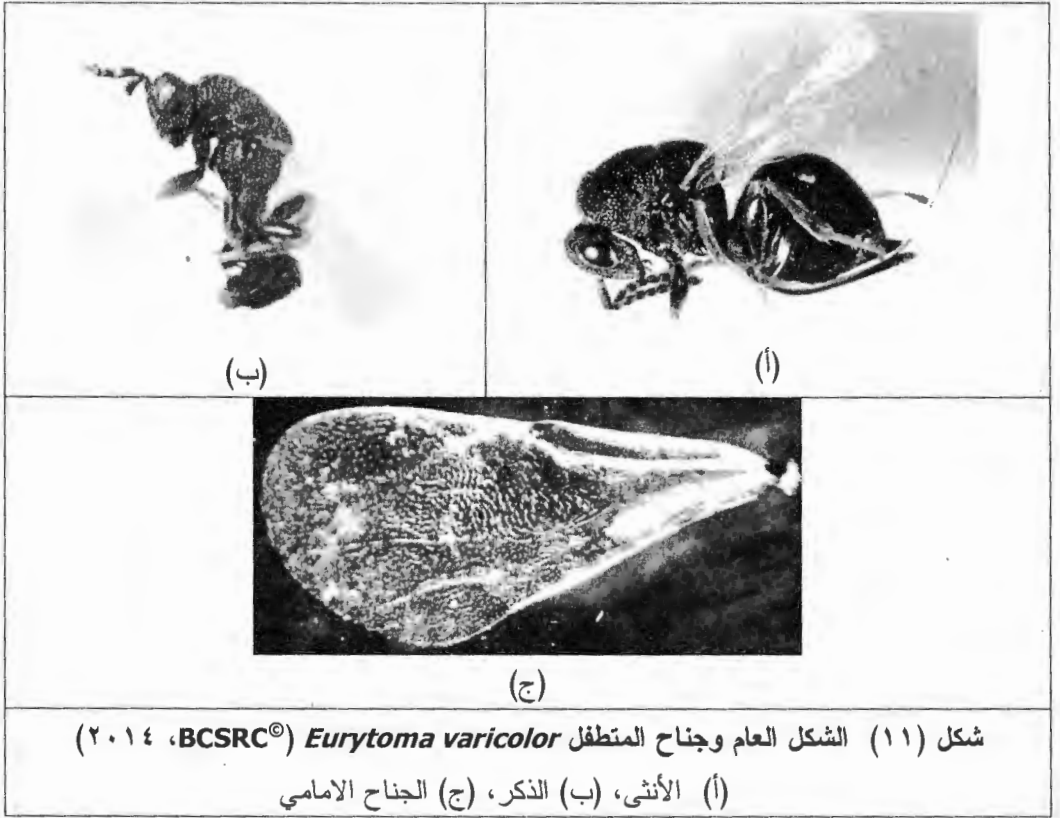 (أ)
(ب)
(ج)
شكل (١١) الشكل العام وجناح المتطفل Eurytoma varicolor (BCSRC©، ٢٠١٤)
(أ) الأنثى، (ب) الذكر، (ج) الجناح الامامي